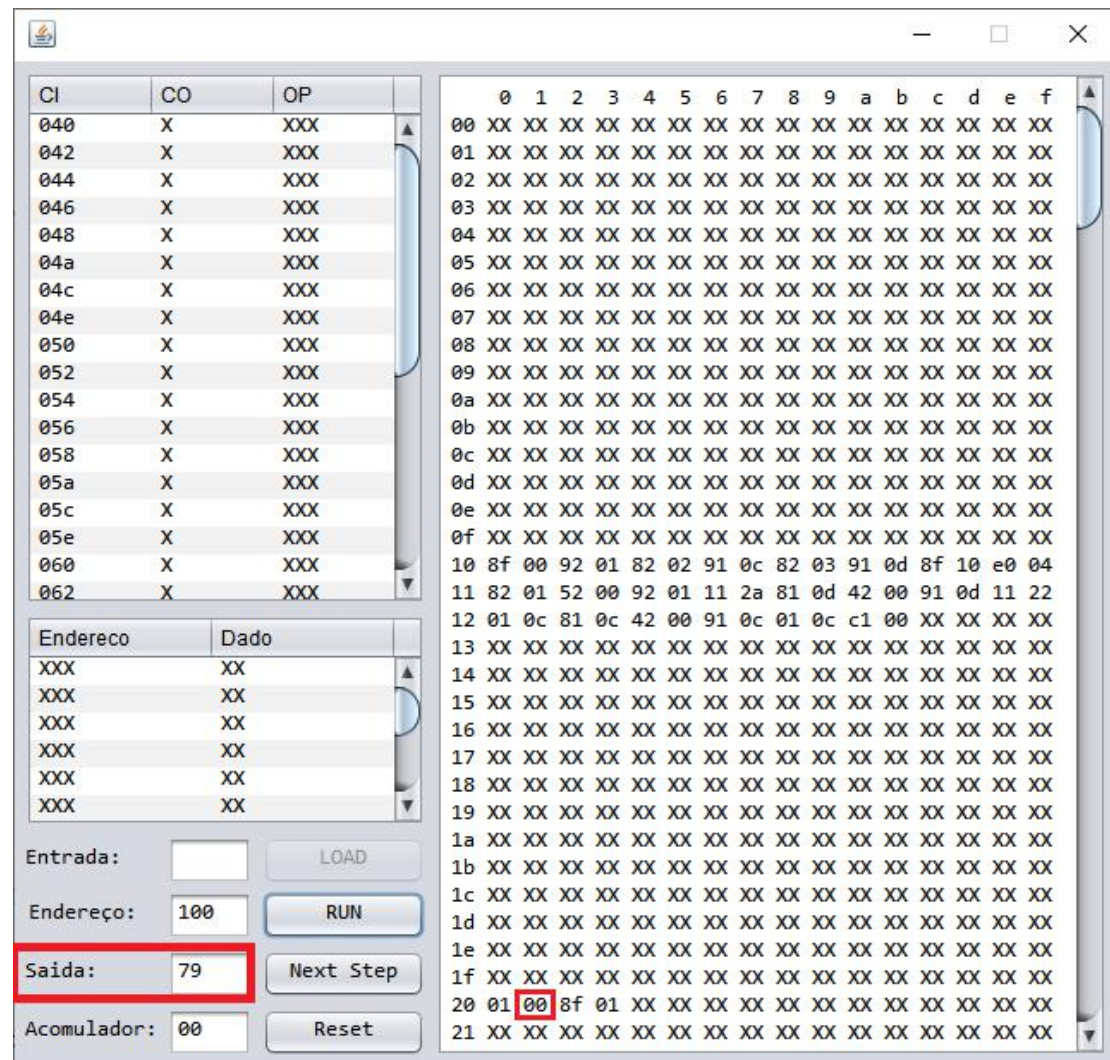 CI CO OP
040 X XXX
042 X XXX
044 X XXX
046 X XXX
048 X XXX
04a X XXX
04c X XXX
04e X XXX
050 X XXX
052 X XXX
054 X XXX
056 X XXX
058 X XXX
05a X XXX
05c X XXX
05e X XXX
060 X XXX
062 X XXX
Endereco Dado
XXX XX
XXX XX
XXX XX
XXX XX
XXX XX
XXX XX
Entrada: LOAD
Endereço: 100 RUN
Saida: 79 Next Step
Acomulador: 00 Reset
0 1 2 3 4 5 6 7 8 9 a b c d e f
00 XX XX XX XX XX XX XX XX XX XX XX XX XX XX XX XX
01 XX XX XX XX XX XX XX XX XX XX XX XX XX XX XX XX
02 XX XX XX XX XX XX XX XX XX XX XX XX XX XX XX XX
03 XX XX XX XX XX XX XX XX XX XX XX XX XX XX XX XX
04 XX XX XX XX XX XX XX XX XX XX XX XX XX XX XX XX
05 XX XX XX XX XX XX XX XX XX XX XX XX XX XX XX XX
06 XX XX XX XX XX XX XX XX XX XX XX XX XX XX XX XX
07 XX XX XX XX XX XX XX XX XX XX XX XX XX XX XX XX
08 XX XX XX XX XX XX XX XX XX XX XX XX XX XX XX XX
09 XX XX XX XX XX XX XX XX XX XX XX XX XX XX XX XX
0a XX XX XX XX XX XX XX XX XX XX XX XX XX XX XX XX
0b XX XX XX XX XX XX XX XX XX XX XX XX XX XX XX XX
0c XX XX XX XX XX XX XX XX XX XX XX XX XX XX XX XX
0d XX XX XX XX XX XX XX XX XX XX XX XX XX XX XX XX
0e XX XX XX XX XX XX XX XX XX XX XX XX XX XX XX XX
0f XX XX XX XX XX XX XX XX XX XX XX XX XX XX XX XX
10 8f 00 92 01 82 02 91 0c 82 03 91 0d 8f 10 e0 04
11 82 01 52 00 92 01 11 2a 81 0d 42 00 91 0d 11 22
12 01 0c 81 0c 42 00 91 0c 01 0c c1 00 XX XX XX XX
13 XX XX XX XX XX XX XX XX XX XX XX XX XX XX XX XX
14 XX XX XX XX XX XX XX XX XX XX XX XX XX XX XX XX
15 XX XX XX XX XX XX XX XX XX XX XX XX XX XX XX XX
16 XX XX XX XX XX XX XX XX XX XX XX XX XX XX XX XX
17 XX XX XX XX XX XX XX XX XX XX XX XX XX XX XX XX
18 XX XX XX XX XX XX XX XX XX XX XX XX XX XX XX XX
19 XX XX XX XX XX XX XX XX XX XX XX XX XX XX XX XX
1a XX XX XX XX XX XX XX XX XX XX XX XX XX XX XX XX
1b XX XX XX XX XX XX XX XX XX XX XX XX XX XX XX XX
1c XX XX XX XX XX XX XX XX XX XX XX XX XX XX XX XX
1d XX XX XX XX XX XX XX XX XX XX XX XX XX XX XX XX
1e XX XX XX XX XX XX XX XX XX XX XX XX XX XX XX XX
1f XX XX XX XX XX XX XX XX XX XX XX XX XX XX XX XX
20 01 00 8f 01 XX XX XX XX XX XX XX XX XX XX XX XX
21 XX XX XX XX XX XX XX XX XX XX XX XX XX XX XX XX